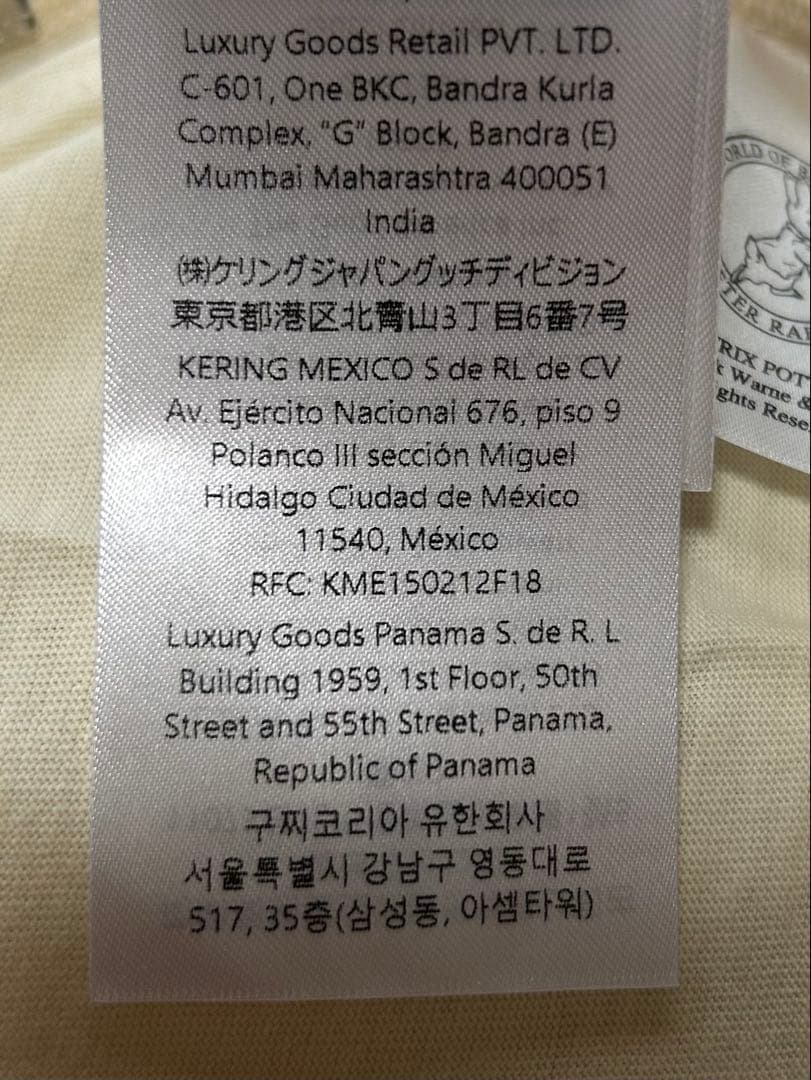 Luxury Goods Retail PVT. LTD.
C-601, One BKC, Bandra Kurla
Complex, "G" Block, Bandra (E)
Mumbai Maharashtra 400051
India
㈱ケリングジャパングッチディビジョン
東京都港区北青山3丁目6番7号
KERING MEXICO S de RL de CV
Av. Ejército Nacional 676, piso 9
Polanco III sección Miguel
Hidalgo Ciudad de México
11540, México
RFC: KME150212F18
Luxury Goods Panama S. de R. L
Building 1959, 1st Floor, 50th
Street and 55th Street, Panama,
Republic of Panama
구찌코리아 유한회사
서울특별시 강남구 영동대로
517, 35층(삼성동, 아셈타워)
OF
Warne &